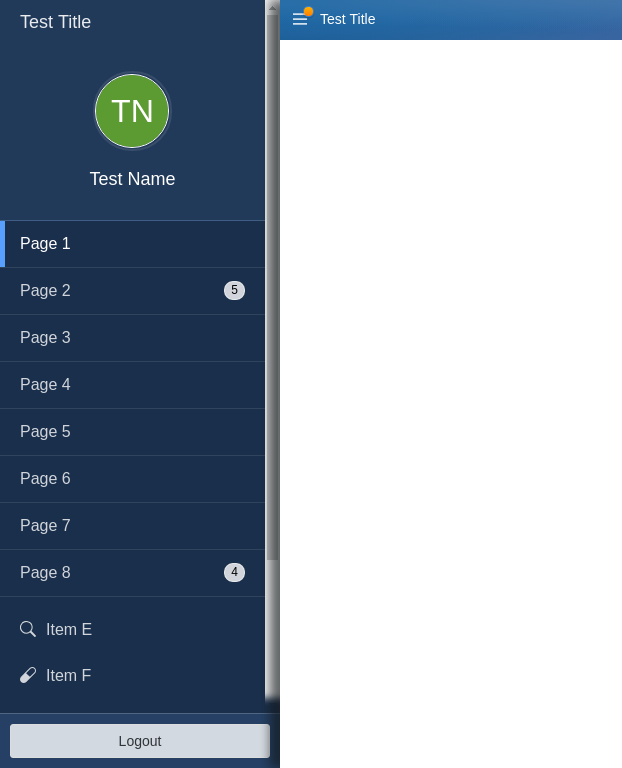 Test Title
TN
Test Name
Page 1
Page 2 5
Page 3
Page 4
Page 5
Page 6
Page 7
Page 8 4
Item E
Item F
Logout
Test Title